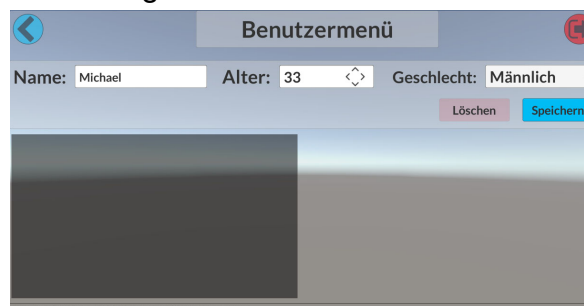 Benutzermenü
Name: Michael Alter: 33 Geschlecht: Männlich
Löschen Speichern